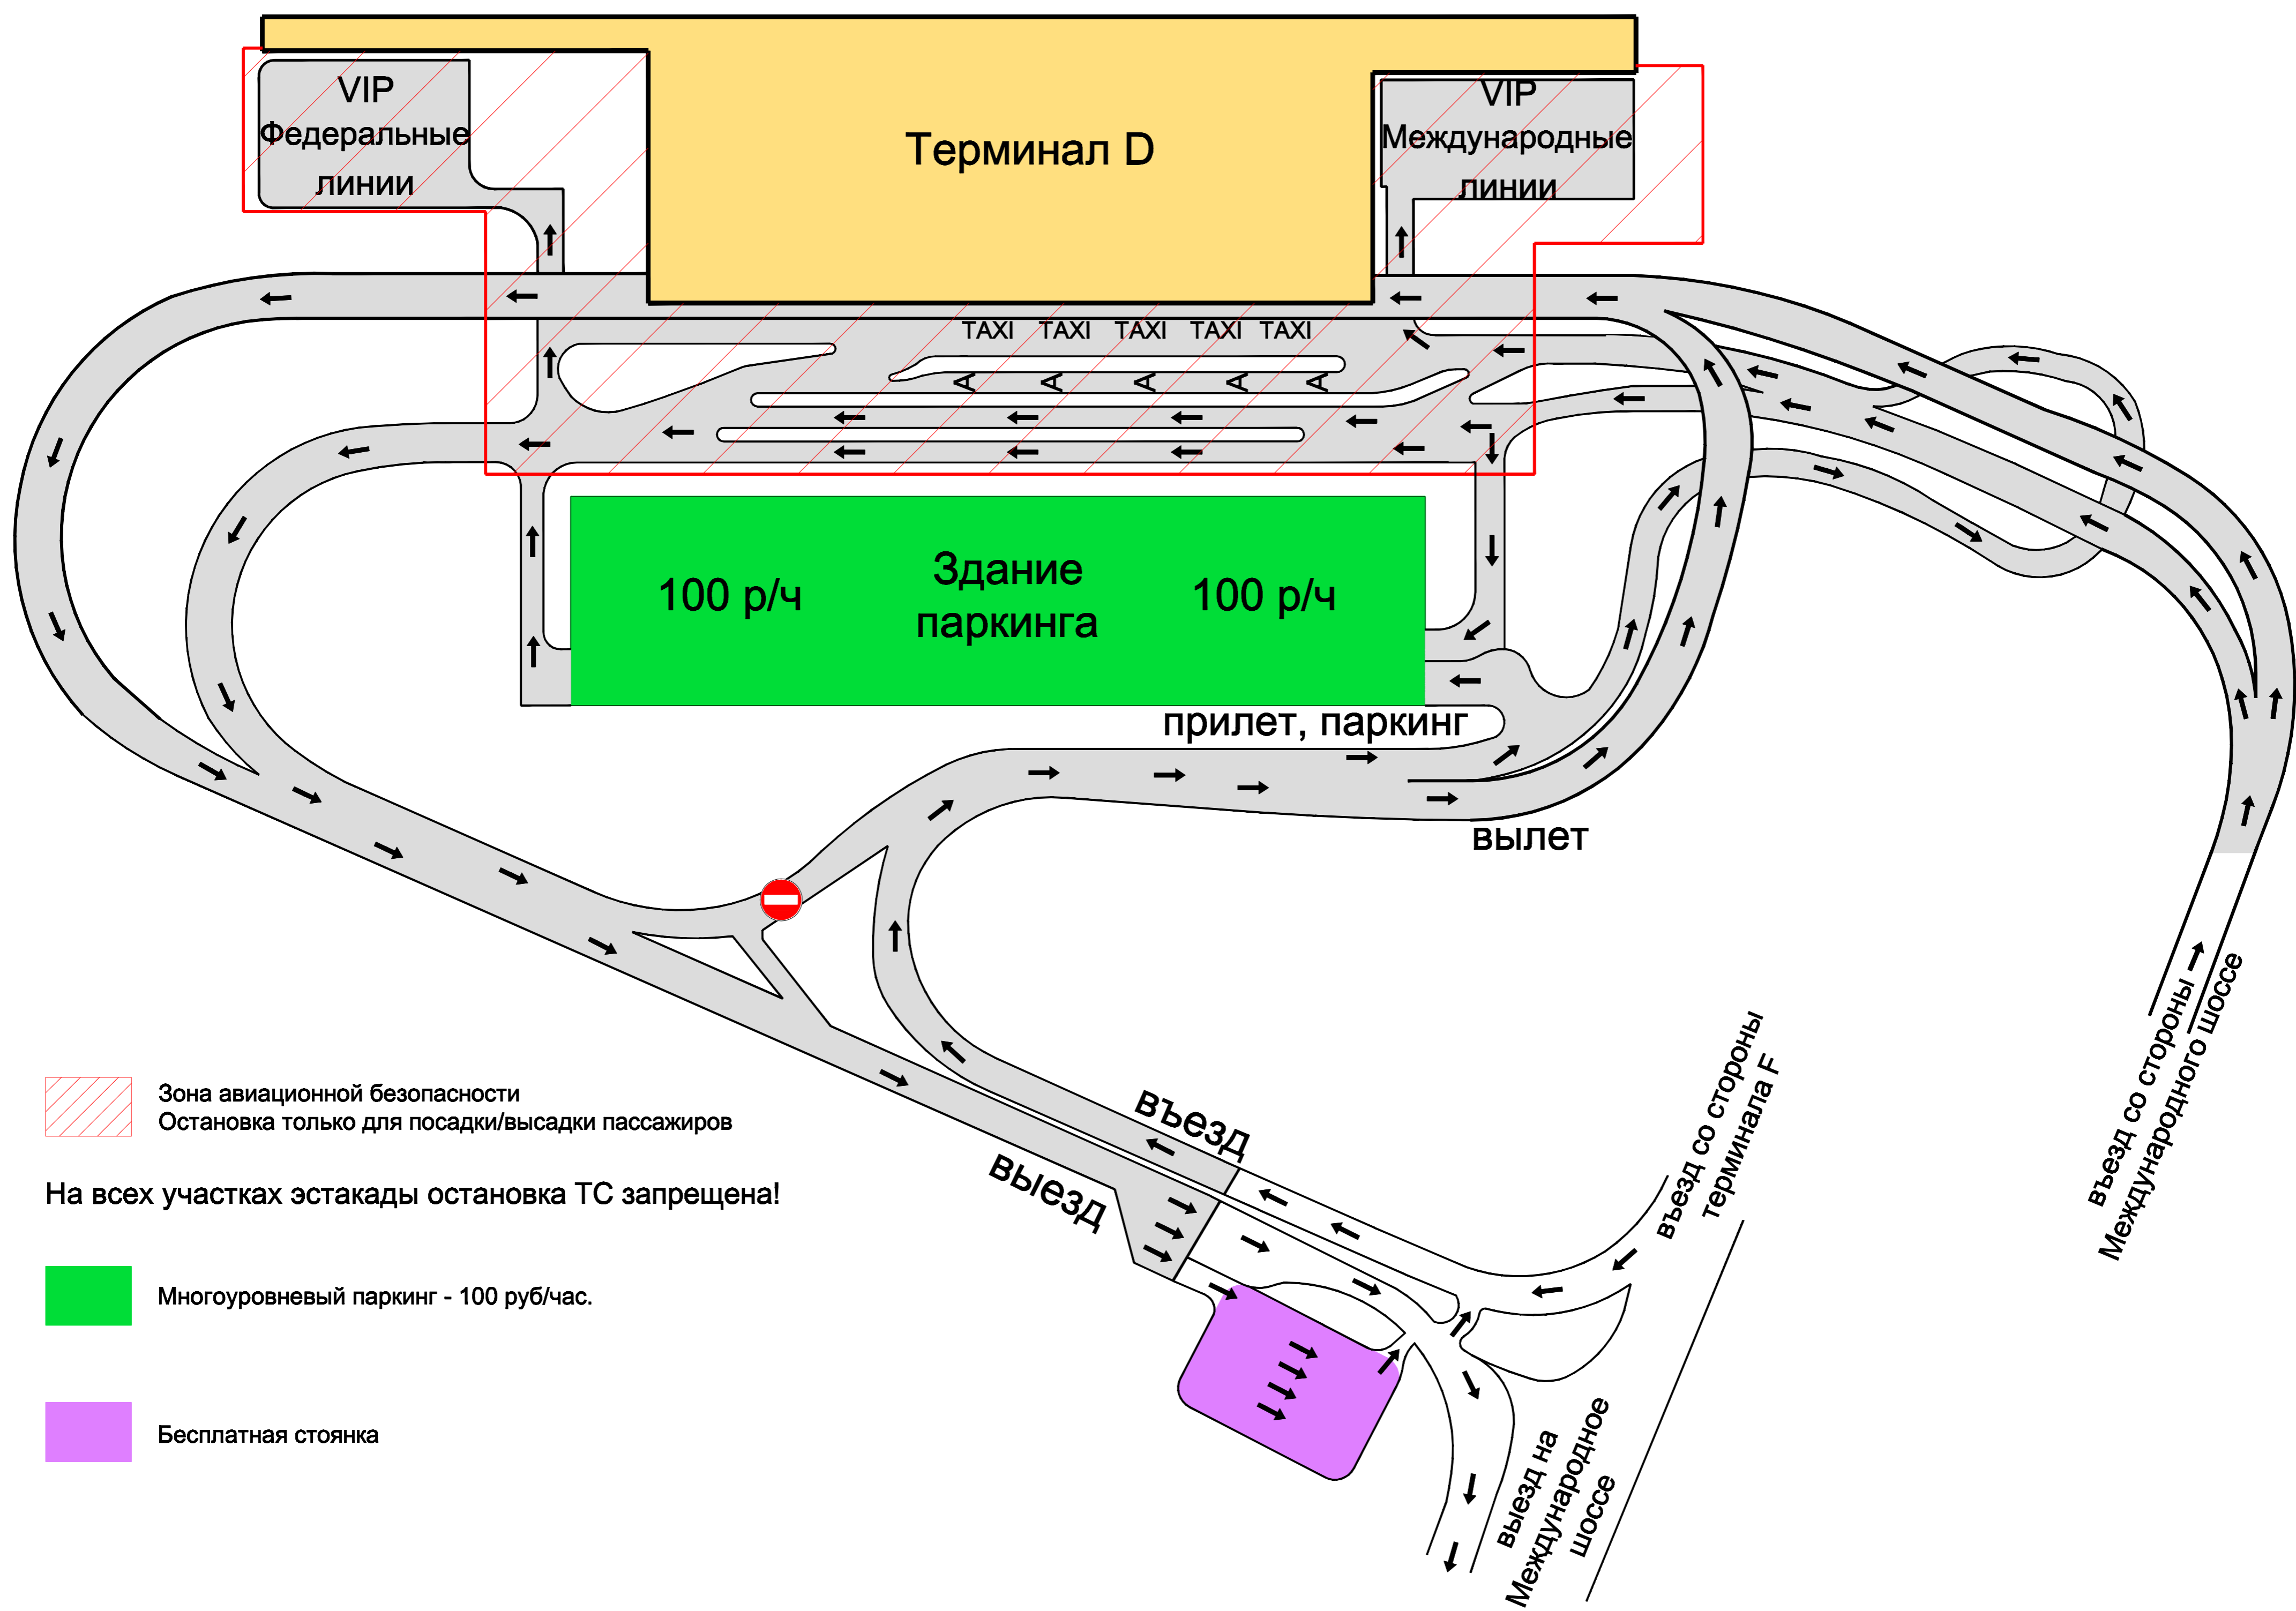 VIP
Федеральные
линии
Терминал D
VIP
Международные
линии
TAXI TAXI TAXI TAXI TAXI
A A A A A
100 р/ч
Здание
паркинга
100 р/ч
прилет, паркинг
вылет
въезд
выезд
въезд со стороны
терминала F
въезд со стороны
Международного шоссе
выезд на
Международное
шоссе
Зона авиационной безопасности
Остановка только для посадки/высадки пассажиров
На всех участках эстакады остановка ТС запрещена!
Многоуровневый паркинг - 100 руб/час.
Бесплатная стоянка